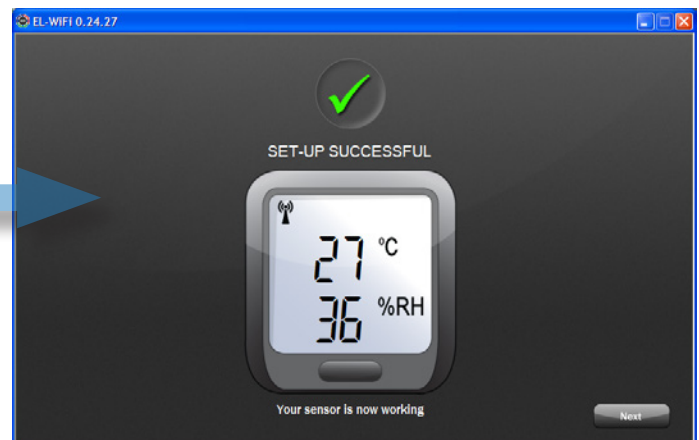 EL-WIFI 0.24.27
SET-UP SUCCESSFUL
27 °C
36 %RH
Your sensor is now working
Next